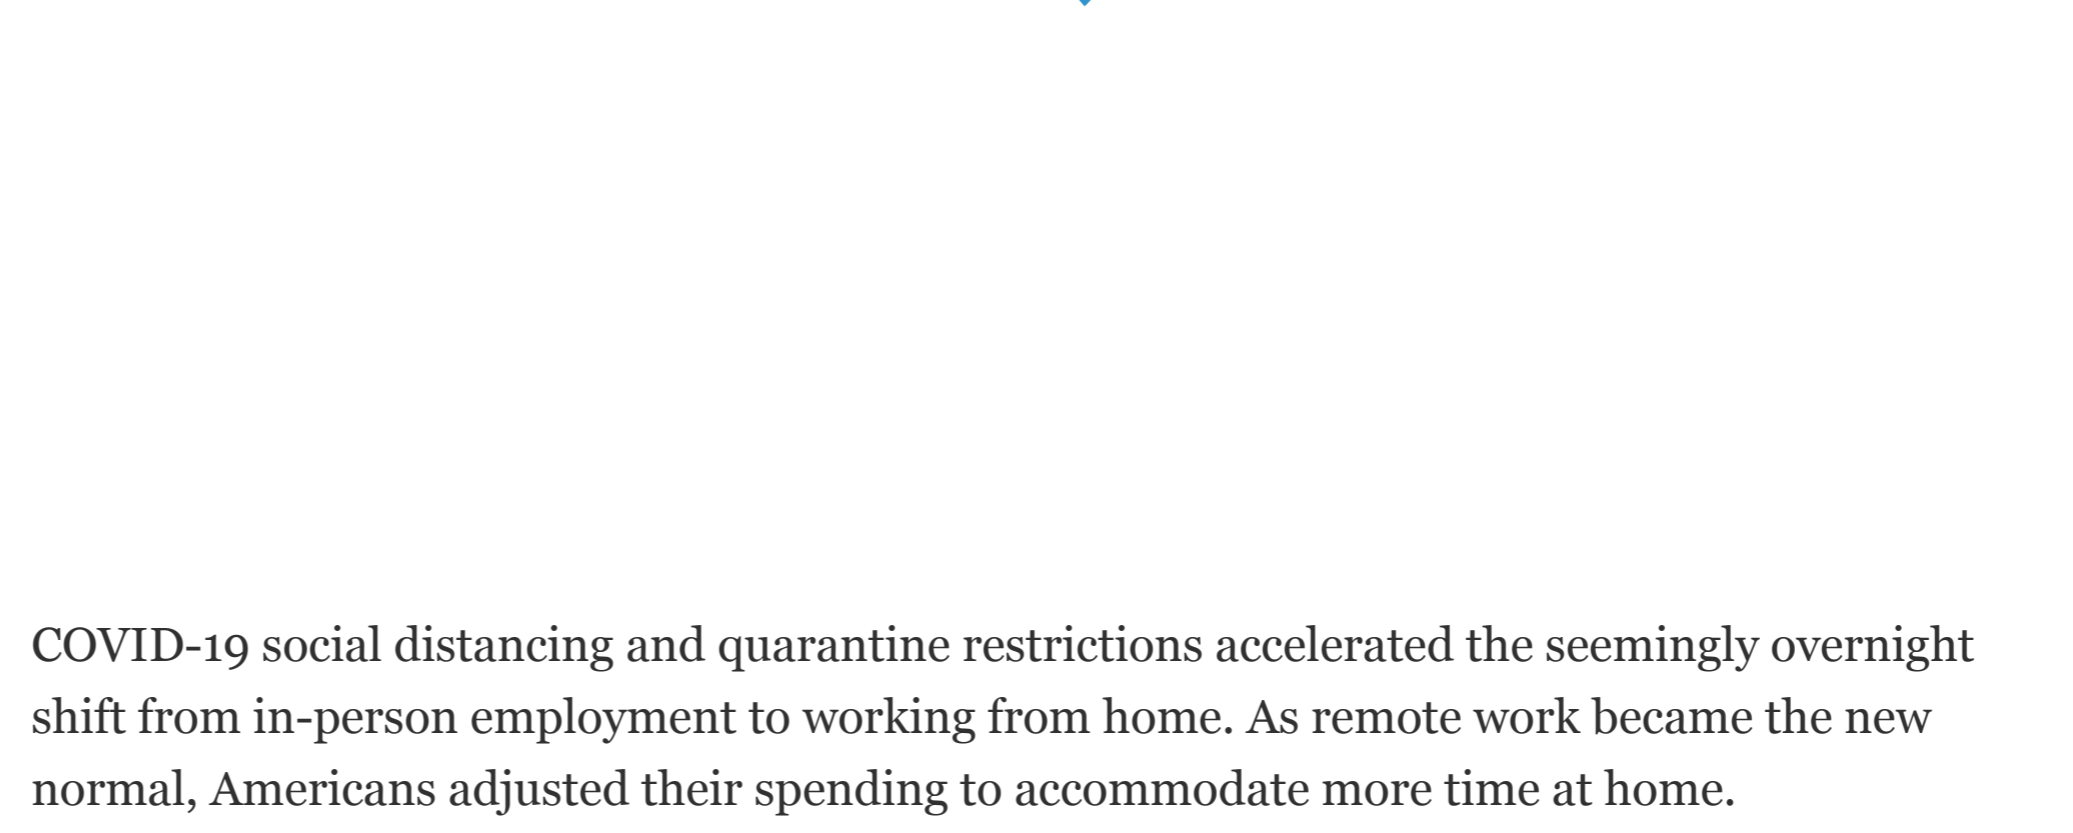 COVID-19 social distancing and quarantine restrictions accelerated the seemingly overnight
shift from in-person employment to working from home. As remote work became the new
normal, Americans adjusted their spending to accommodate more time at home.